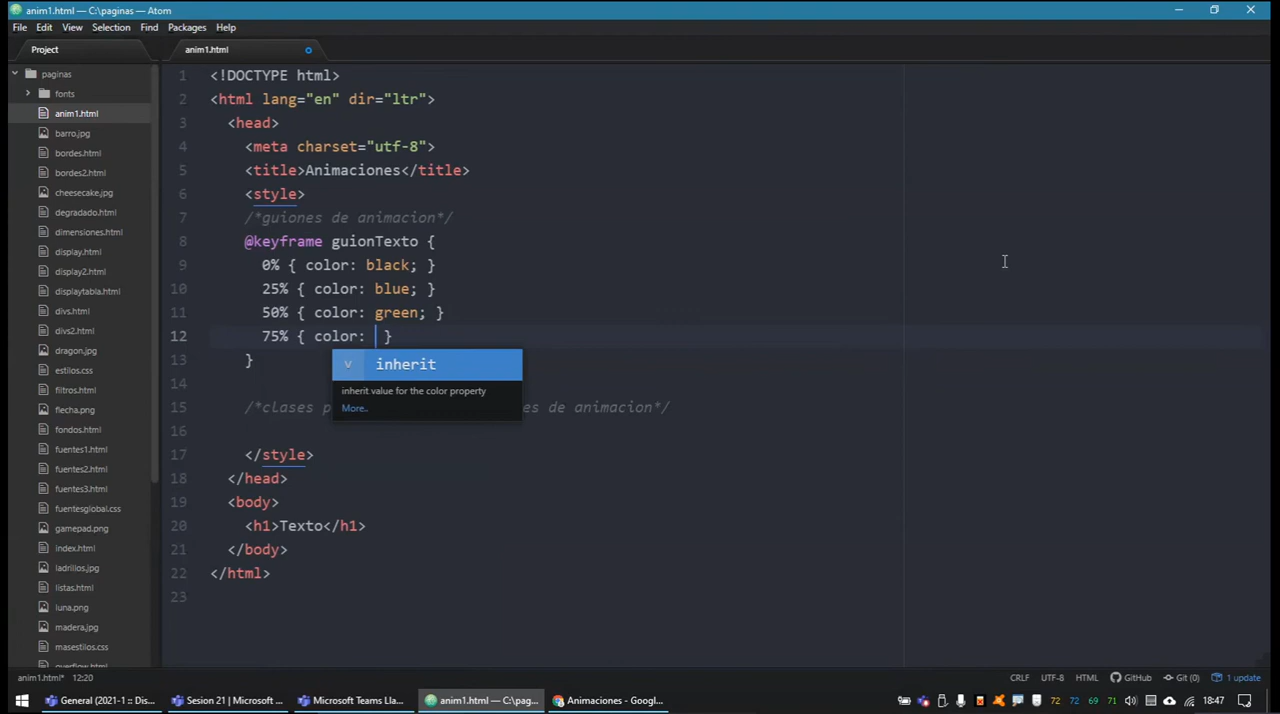 anim1.html — C:\paginas — Atom
File Edit View Selection Find Packages Help
Project
anim1.html
paginas
fonts
anim1.html
barro.jpg
bordes.html
bordes2.html
cheesecake.jpg
degradado.html
dimensiones.html
display.html
display2.html
displaytabla.html
divs.html
divs2.html
dragon.jpg
estilos.css
filtros.html
flecha.png
fondos.html
fuentes1.html
fuentes2.html
fuentes3.html
fuentesglobal.css
gamepad.png
index.html
ladrillos.jpg
listas.html
luna.png
madera.jpg
masestilos.css
overflow.html
1 <!DOCTYPE html>
2 <html lang="en" dir="ltr">
3 <head>
4 <meta charset="utf-8">
5 <title>Animaciones</title>
6 <style>
7 /*guiones de animacion*/
8 @keyframe guionTexto {
9 0% { color: black; }
10 25% { color: blue; }
11 50% { color: green; }
12 75% { color: }
13 }
v inherit
inherit value for the color property
More..
14
15 /*clases p es de animacion*/
16
17 </style>
18 </head>
19 <body>
20 <h1>Texto</h1>
21 </body>
22 </html>
23
anim1.html* 12:20
CRLF UTF-8 HTML GitHub Git (0) 1 update
General (2021-1 :: Dis...
Sesion 21 | Microsoft ...
Microsoft Teams Lla...
anim1.html — C:\pag...
Animaciones - Googl...
72 72 69 71
18:47